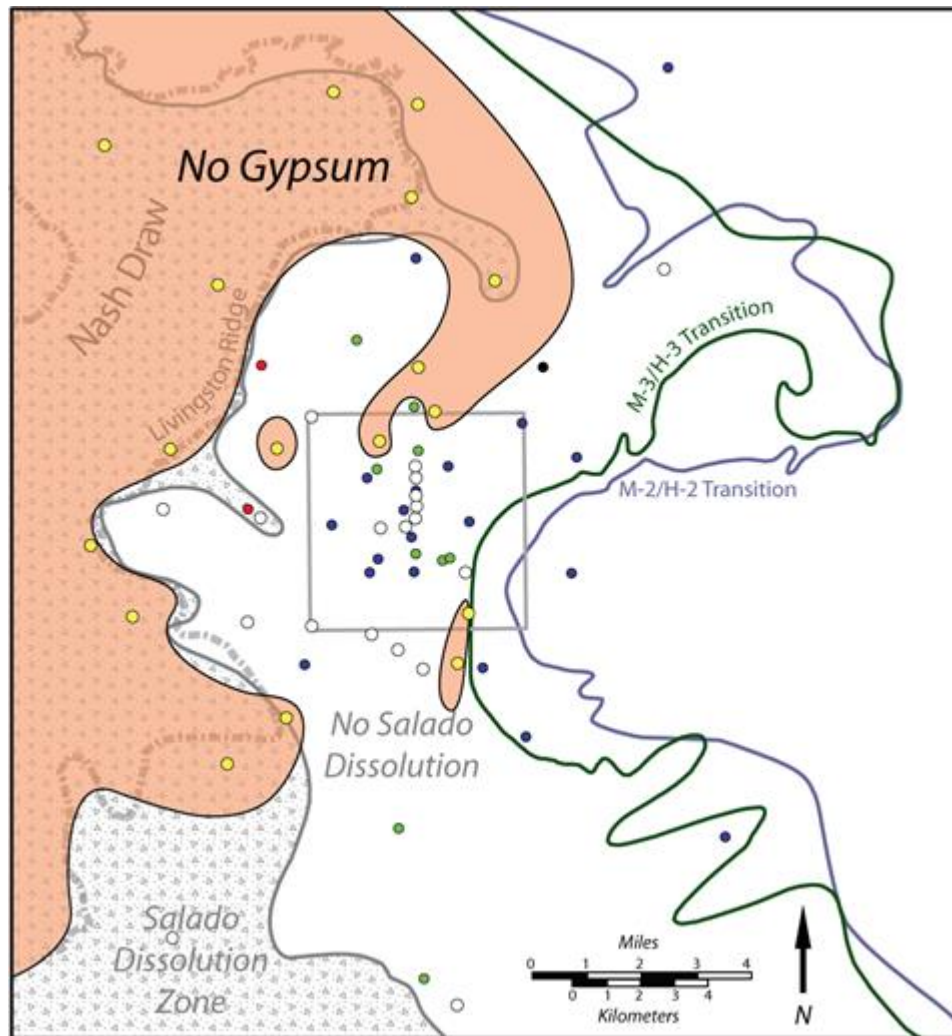 No Gypsum
Nash Draw
Livingston Ridge
M-3/H-3 Transition
M-2/H-2 Transition
No Salado
Dissolution
Salado
Dissolution
Zone
Miles
0 1 2 3 4
0 1 2 3 4
Kilometers
N